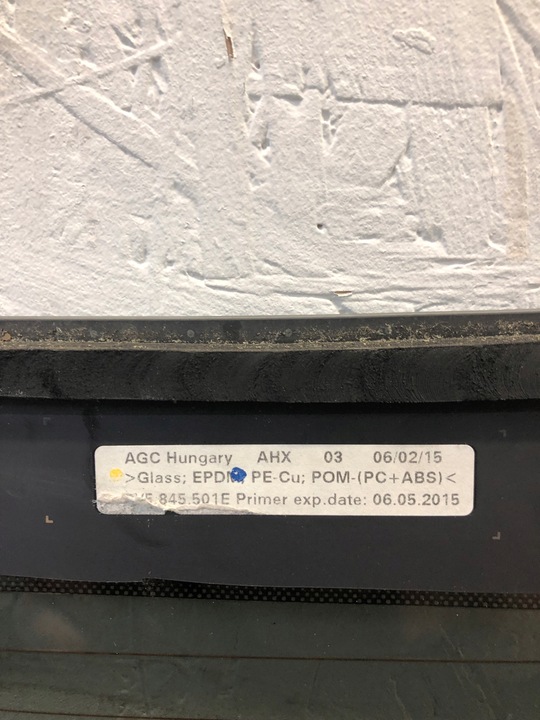 AGC Hungary AHX 03 06/02/15
>Glass; EPDM, PE-Cu; POM-(PC+ABS)<
845.501E Primer exp.date: 06.05.2015